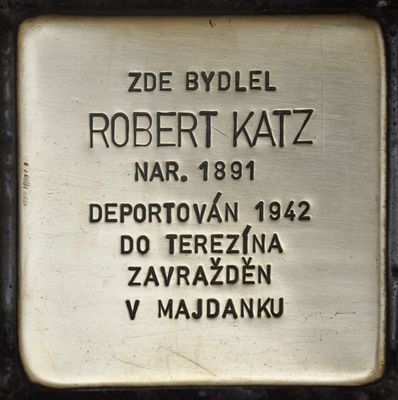 ZDE BYDLEL
ROBERT KATZ
NAR. 1891
DEPORTOVÁN 1942
DO TEREZÍNA
ZAVRAŽDĚN
V MAJDANKU